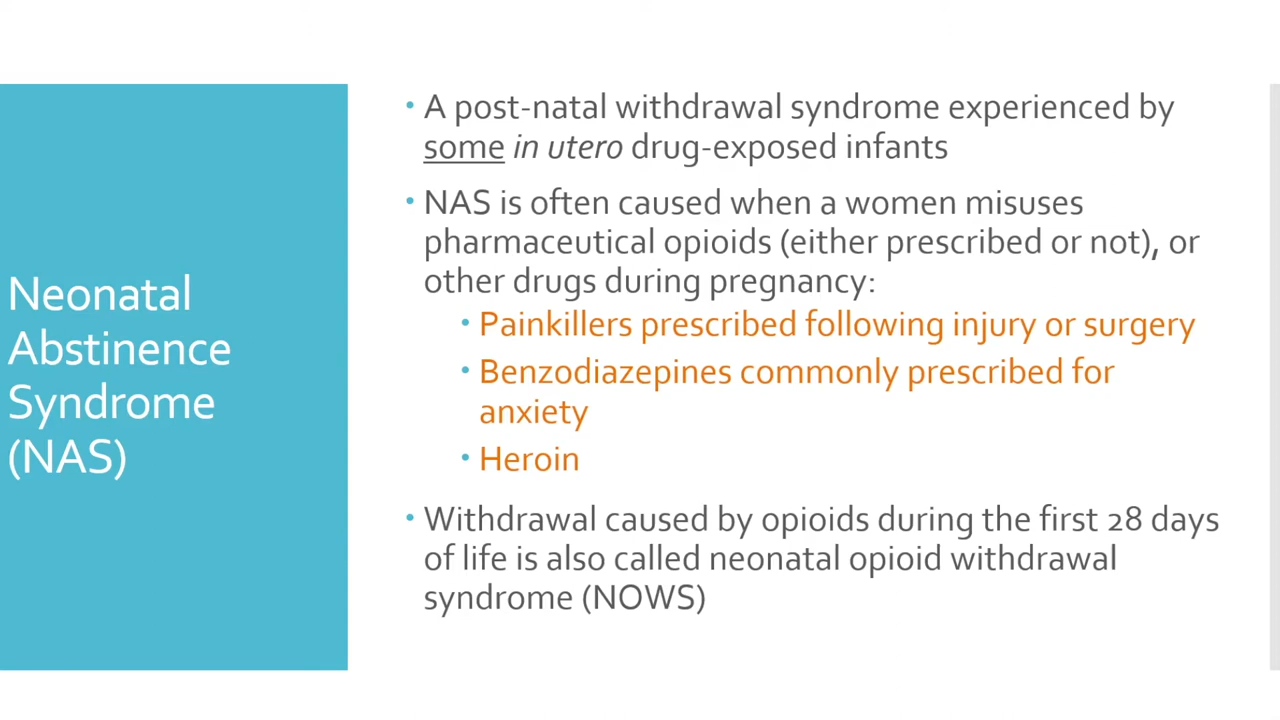 Neonatal
Abstinence
Syndrome
(NAS)
• A post-natal withdrawal syndrome experienced by
some in utero drug-exposed infants
• NAS is often caused when a women misuses
pharmaceutical opioids (either prescribed or not), or
other drugs during pregnancy:
• Painkillers prescribed following injury or surgery
• Benzodiazepines commonly prescribed for
anxiety
• Heroin
• Withdrawal caused by opioids during the first 28 days
of life is also called neonatal opioid withdrawal
syndrome (NOWS)